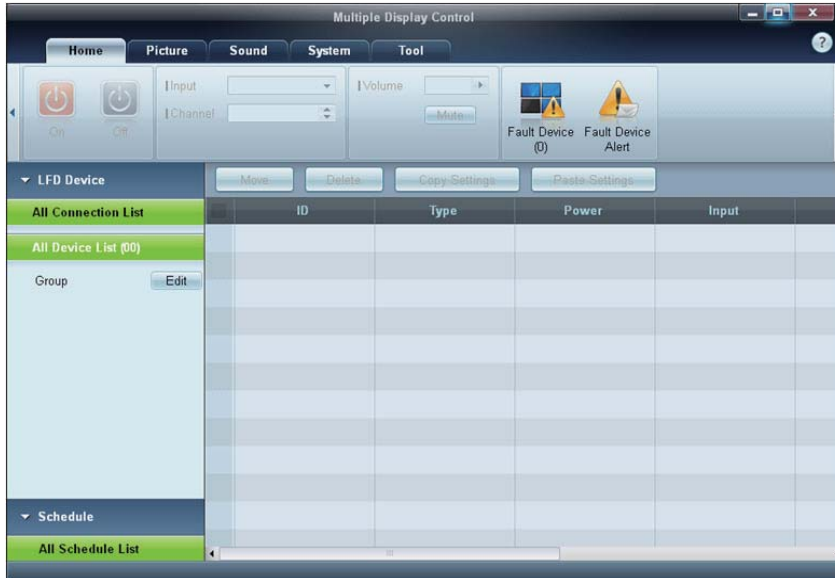 Multiple Display Control
Home Picture Sound System Tool ?
Input Volume
On Off Channel Mute
Fault Device (0) Fault Device Alert
LFD Device Move Delete Copy Settings Paste Settings
All Connection List ID Type Power Input
All Device List (00)
Group Edit
Schedule
All Schedule List